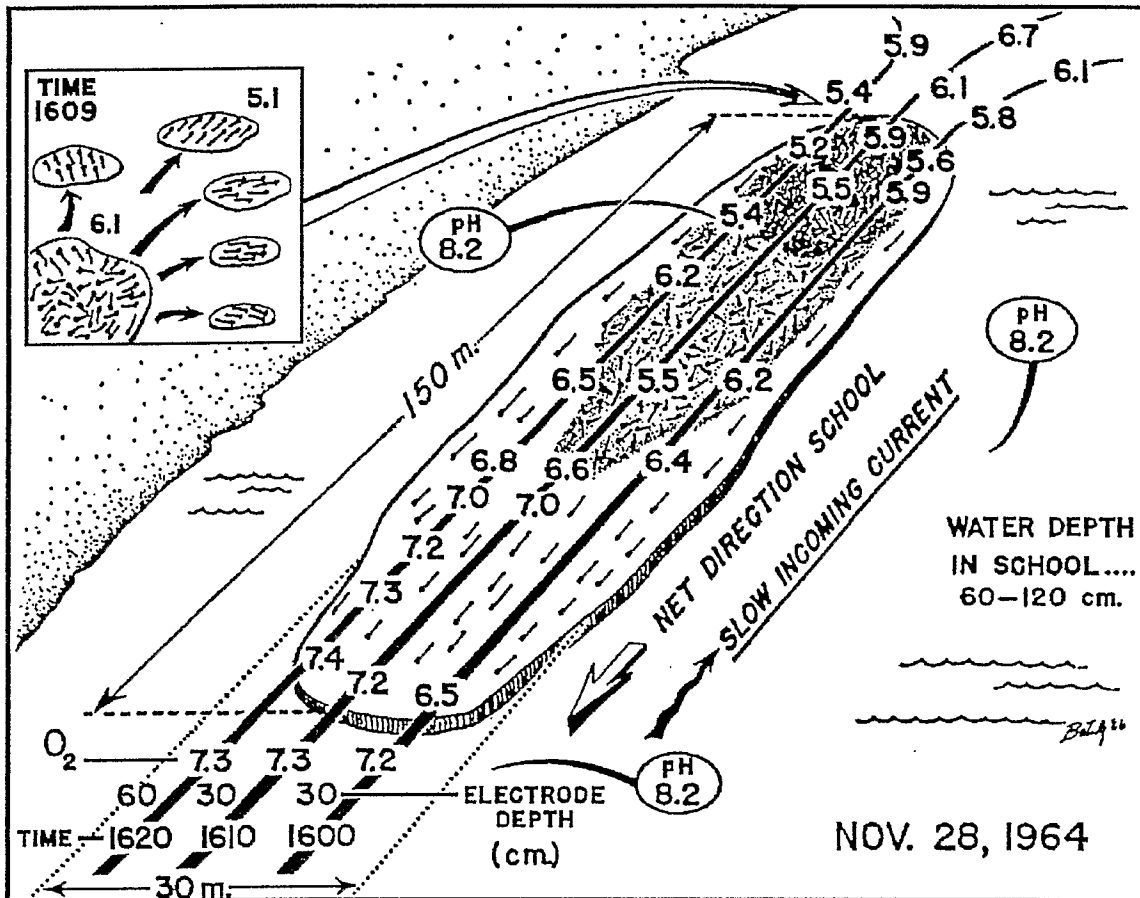 TIME
1609
5.1
6.1
5.9
6.7
6.1
5.4
6.1
5.8
5.2
5.9
5.6
5.5
5.9
5.4
6.2
pH
8.2
pH
8.2
150 m.
6.5
5.5
6.2
6.8
6.6
6.4
7.0
7.0
7.2
7.3
7.4
7.2
6.5
NET DIRECTION SCHOOL
SLOW INCOMING CURRENT
WATER DEPTH
IN SCHOOL....
60–120 cm.
O₂
7.3
7.3
7.2
pH
8.2
60
30
30
ELECTRODE
DEPTH
(cm.)
TIME
1620
1610
1600
30 m.
NOV. 28, 1964